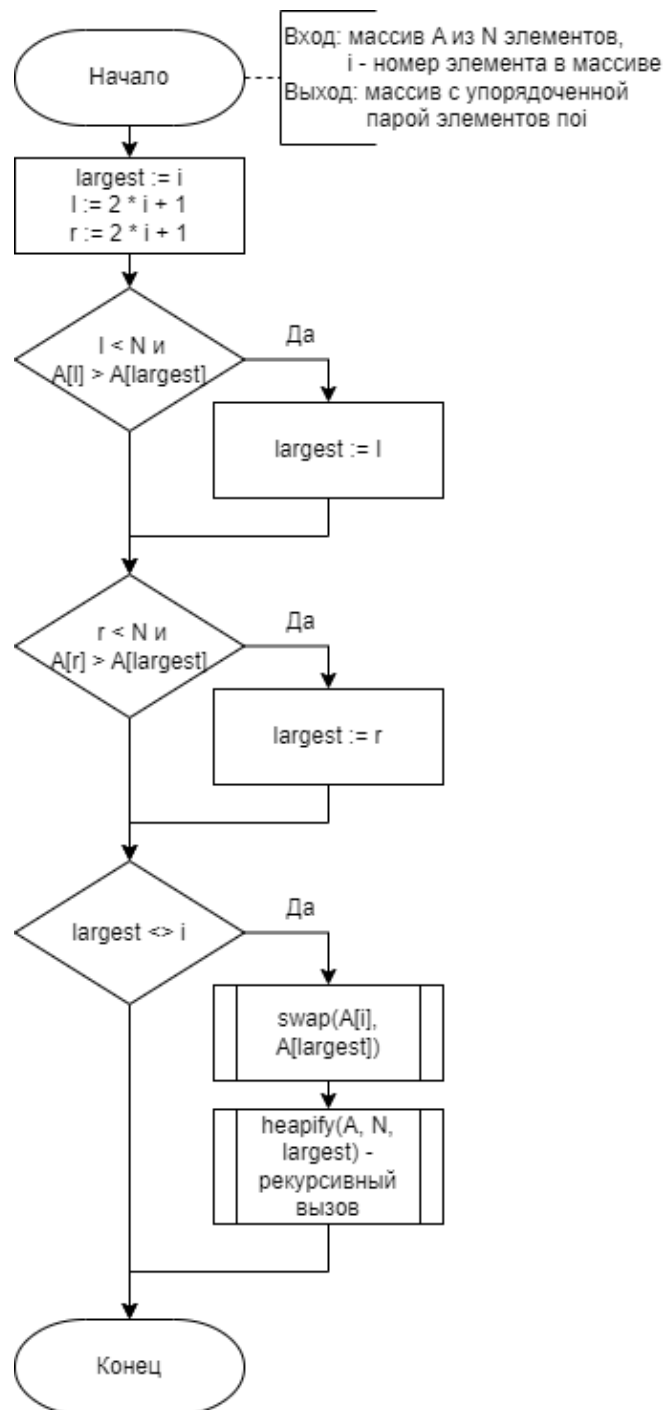 Начало
Вход: массив A из N элементов,
i - номер элемента в массиве
Выход: массив с упорядоченной
парой элементов поi
largest := i
l := 2 * i + 1
r := 2 * i + 1
l < N и
A[l] > A[largest]
Да
largest := l
r < N и
A[r] > A[largest]
Да
largest := r
largest <> i
Да
swap(A[i],
A[largest])
heapify(A, N,
largest) -
рекурсивный
вызов
Конец